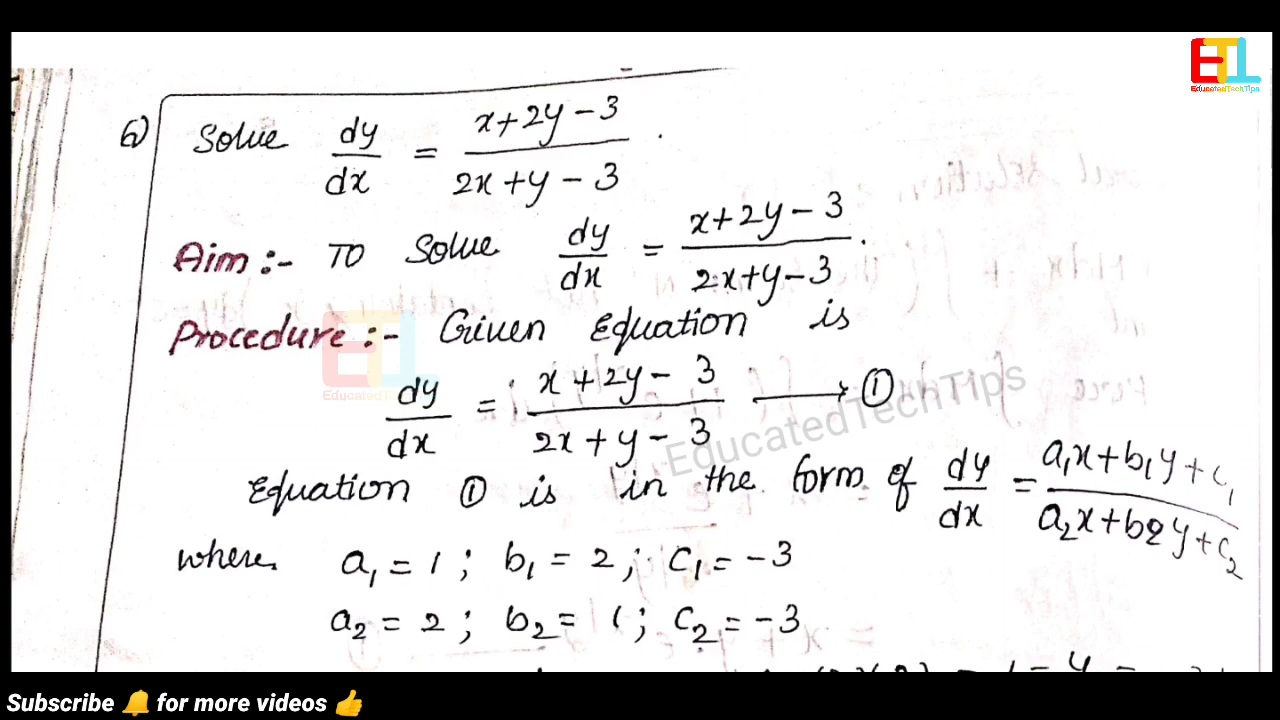 ETL
EducatedTechTips
6) Solve dy/dx = x+2y-3/2x+y-3 .
Aim :- To solve dy/dx = x+2y-3/2x+y-3 .
Procedure :- Given Equation is
dy/dx = x+2y-3/2x+y-3 → ①
EducatedTechTips
Equation ① is in the form of dy/dx = a₁x+b₁y+c₁/a₂x+b2y+c₂
where a₁ = 1 ; b₁ = 2 ; c₁ = -3
a₂ = 2 ; b₂ = 1 ; c₂ = -3
Subscribe 🔔 for more videos 👍